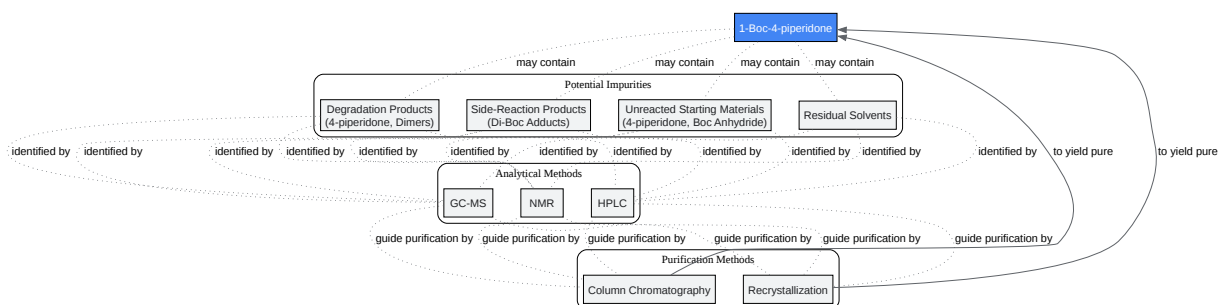 1-Boc-4-piperidone
may contain
may contain
may contain
may contain
Potential Impurities
Degradation Products
(4-piperidone, Dimers)
Side-Reaction Products
(Di-Boc Adducts)
Unreacted Starting Materials
(4-piperidone, Boc Anhydride)
Residual Solvents
identified by
identified by
identified by
identified by
identified by
identified by
identified by
identified by
identified by
identified by
identified by
identified by
to yield pure
to yield pure
Analytical Methods
GC-MS
NMR
HPLC
guide purification by
guide purification by
guide purification by
guide purification by
guide purification by
guide purification by
Purification Methods
Column Chromatography
Recrystallization